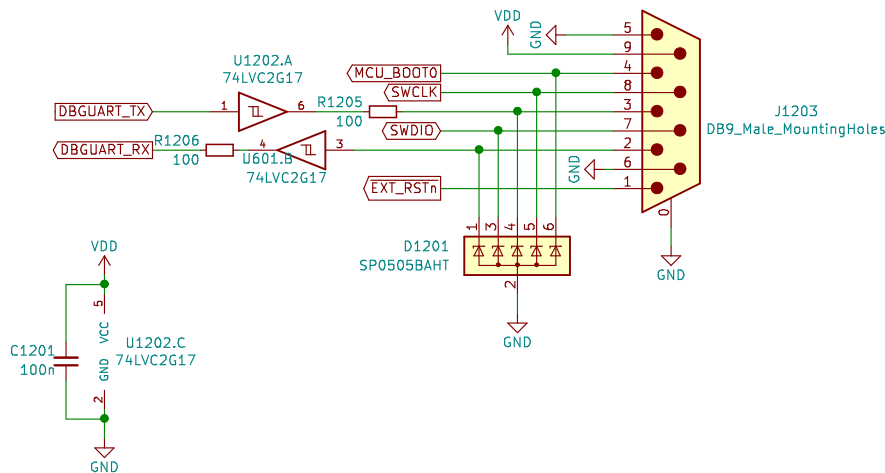 VDD
GND
5
9
MCU_BOOT0
4
SWCLK
8
U1202.A
74LVC2G17
DBGUART_TX
1
6
R1205
100
3
J1203
DB9_Male_MountingHoles
SWDIO
7
R1206
100
DBGUART_RX
4
U601.B
74LVC2G17
3
2
GND
6
EXT_RSTn
1
0
GND
1
3
4
5
6
D1201
SP0505BAHT
2
GND
VDD
5
VCC
C1201
100n
U1202.C
74LVC2G17
GND
2
GND